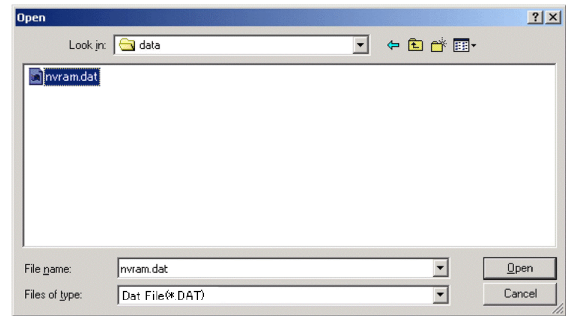 Open
Look in: data
nvram.dat
File name: nvram.dat Open
Files of type: Dat File(*.DAT) Cancel